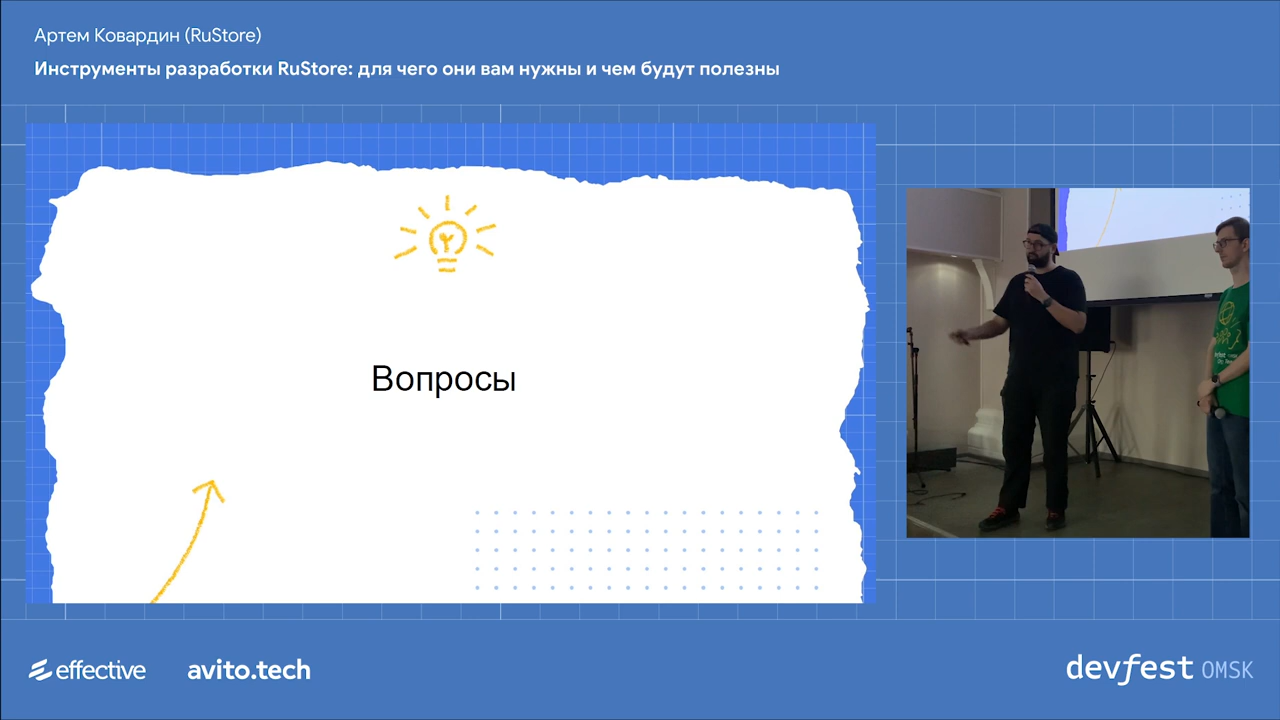 Артем Ковардин (RuStore)
Инструменты разработки RuStore: для чего они вам нужны и чем будут полезны
Вопросы
effective
avito.tech
devfest OMSK